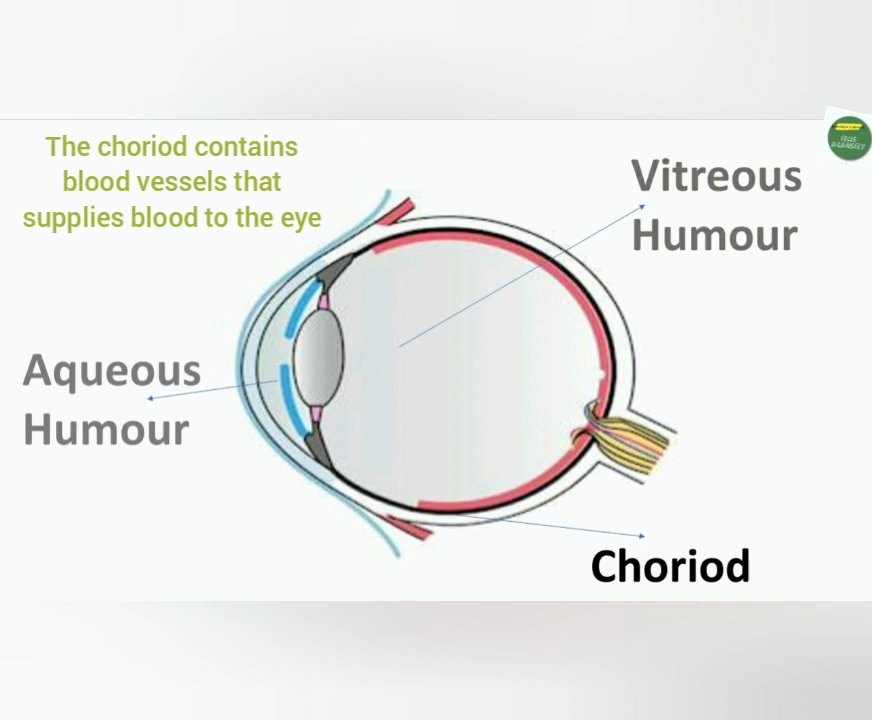 The choriod contains
blood vessels that
supplies blood to the eye
Vitreous
Humour
Aqueous
Humour
Choriod